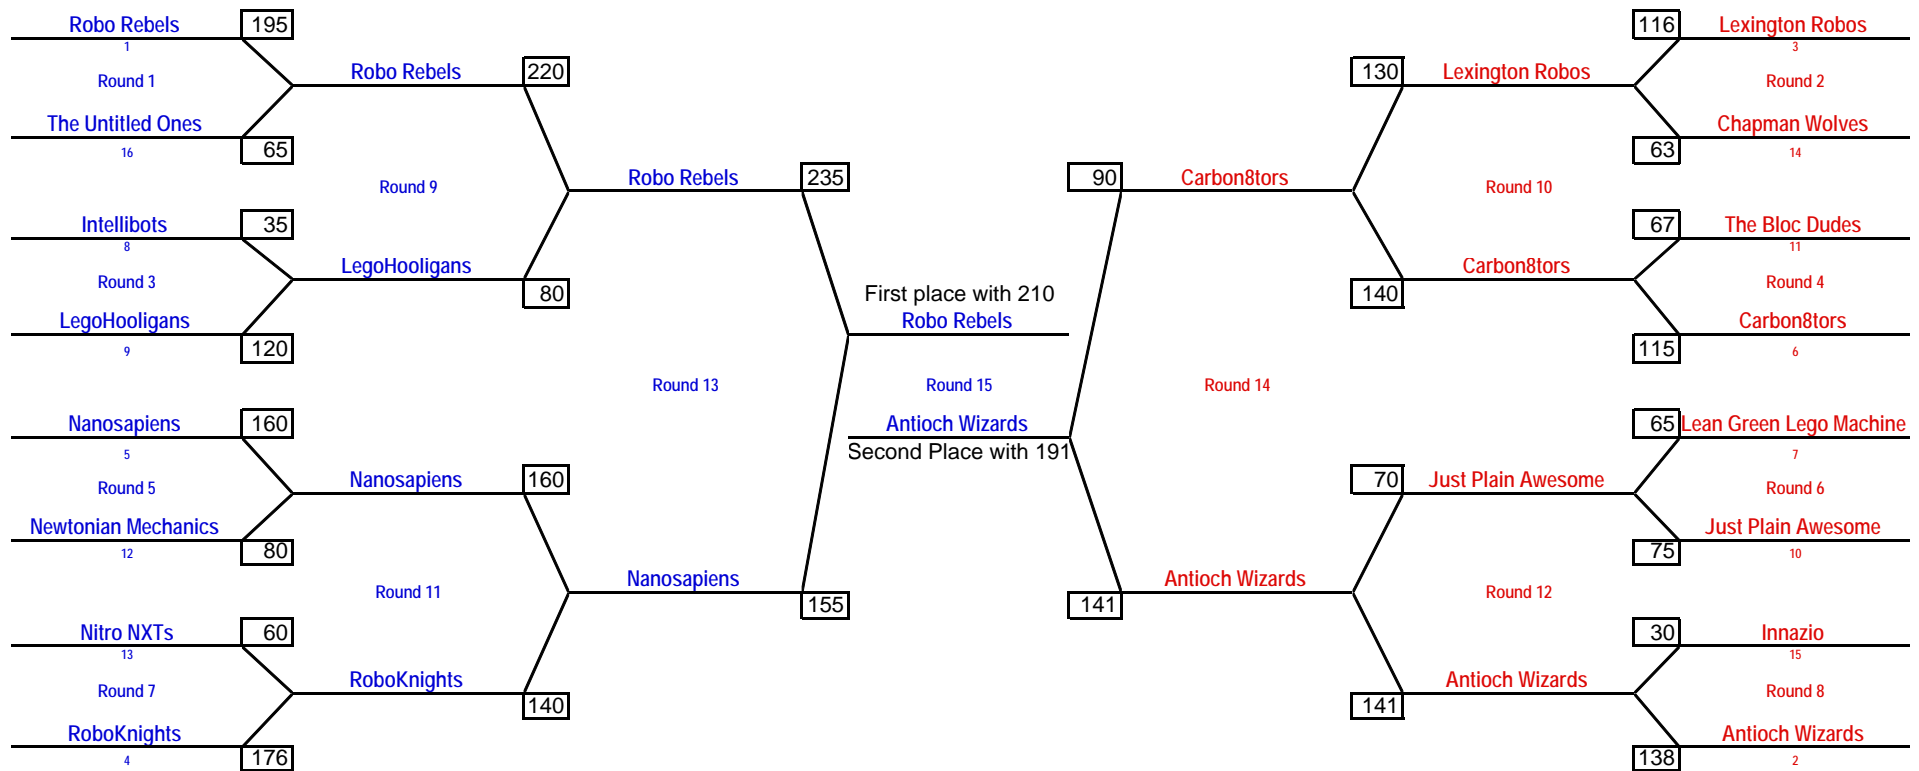 Robo Rebels 195
1
Round 1
The Untitled Ones
16
65
Robo Rebels 220
Round 9
Intellibots 35
8
Round 3
LegoHooligans
9
120
LegoHooligans
80
Robo Rebels 235
Nanosapiens 160
5
Round 5
Newtonian Mechanics
12
80
Nanosapiens 160
Round 11
Nitro NXTs 60
13
Round 7
RoboKnights
4
176
RoboKnights
140
Round 13
Nanosapiens
155
First place with 210
Robo Rebels
Round 15
Antioch Wizards
Second Place with 191
90 Carbon8tors
Round 14
141
Antioch Wizards
130 Lexington Robos
Round 10
Carbon8tors
140
70 Just Plain Awesome
Round 12
Antioch Wizards
141
116 Lexington Robos
3
Round 2
Chapman Wolves
63
14
67 The Bloc Dudes
11
Round 4
Carbon8tors
115
6
65 Lean Green Lego Machine
7
Round 6
Just Plain Awesome
75
10
30 Innazio
15
Round 8
Antioch Wizards
138
2